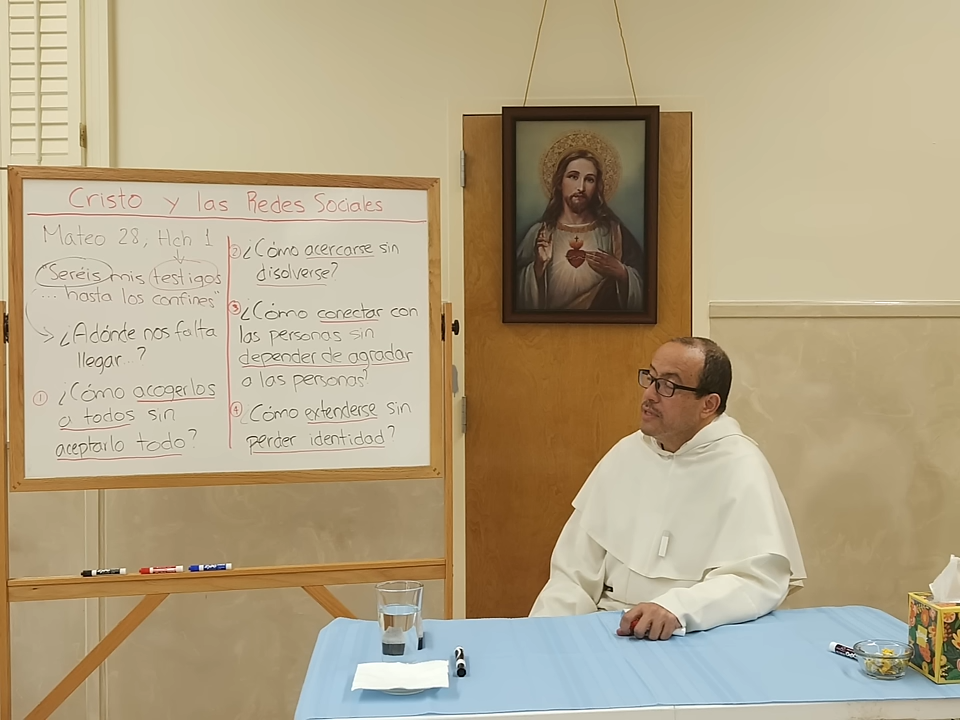 Cristo y las Redes Sociales
Mateo 28, Hch 1
"Seréis mis testigos
... hasta los confines"
¿Adónde nos falta
llegar...?
① ¿Cómo acogerlos
a todos sin
aceptarlo todo?
② ¿Cómo acercarse sin
disolverse?
③ ¿Cómo conectar con
las personas sin
depender de agradar
a las personas?
④ ¿Cómo extenderse sin
perder identidad?